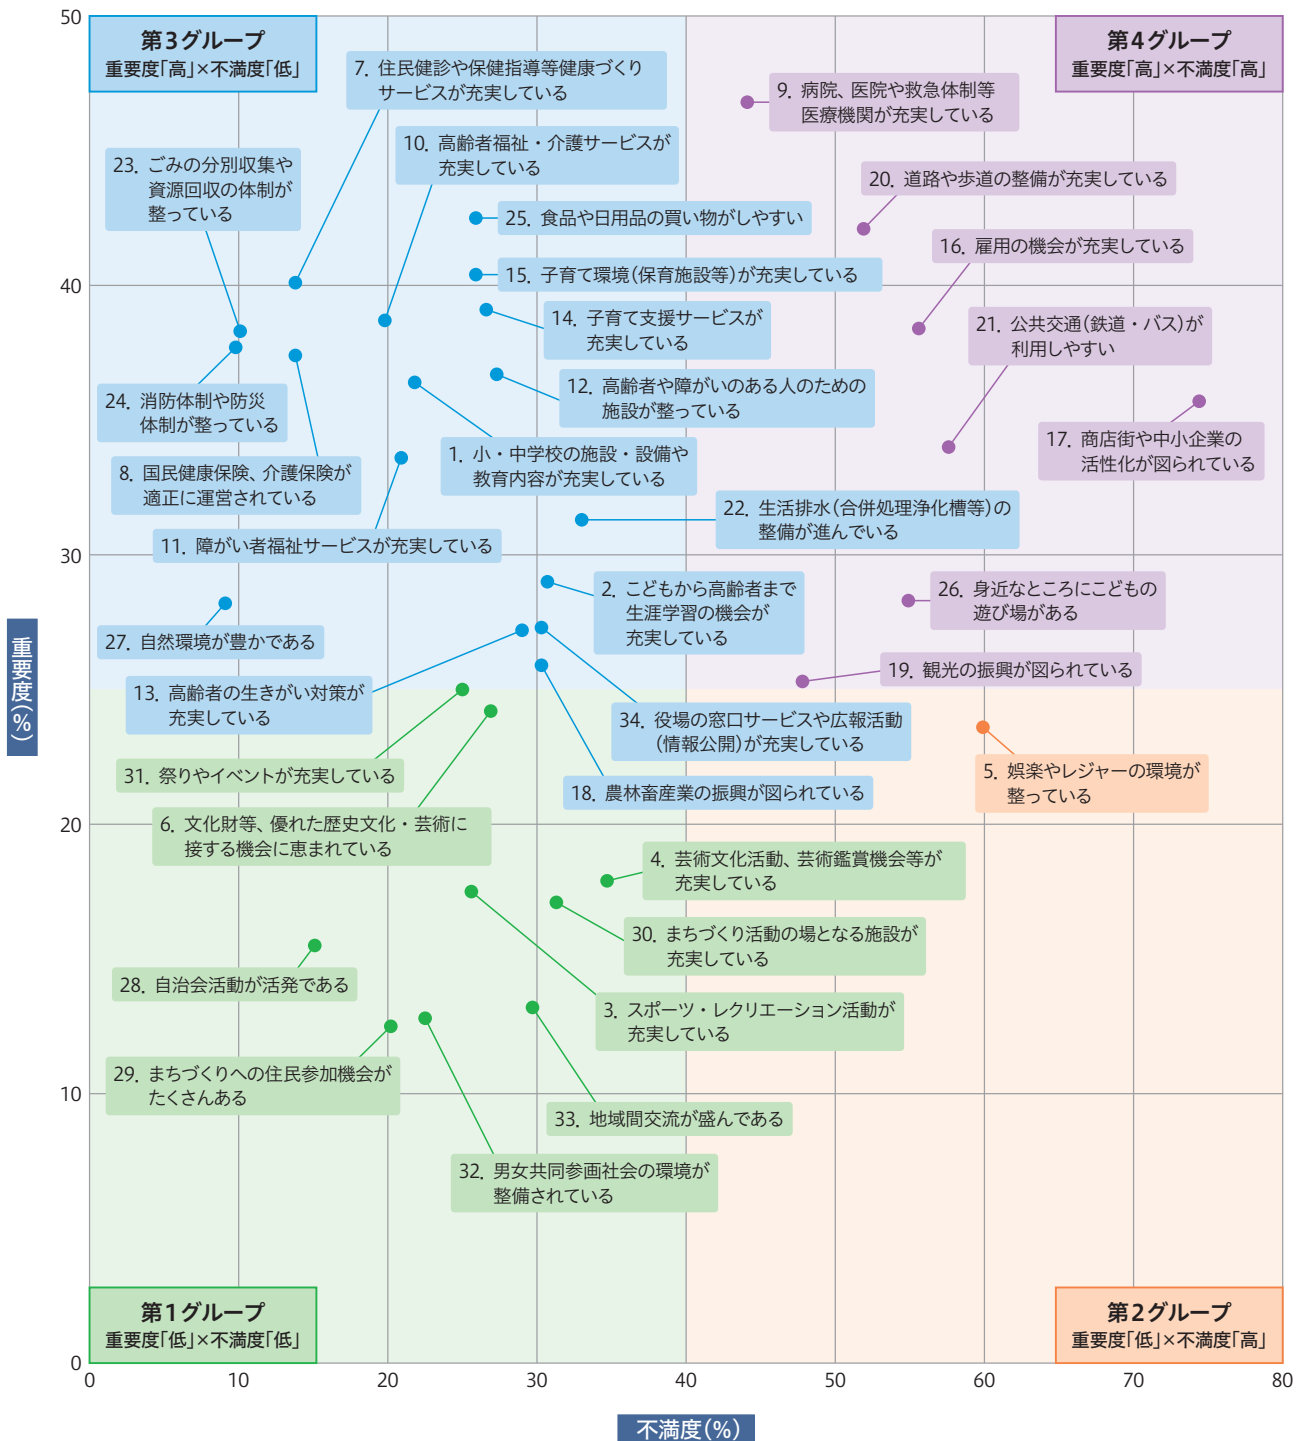 50
第3グループ
重要度「高」×不満度「低」
第4グループ
重要度「高」×不満度「高」
7. 住民健診や保健指導等健康づくり
サービスが充実している
9. 病院、医院や救急体制等
医療機関が充実している
10. 高齢者福祉・介護サービスが
充実している
23. ごみの分別収集や
資源回収の体制が
整っている
20. 道路や歩道の整備が充実している
25. 食品や日用品の買い物がしやすい
16. 雇用の機会が充実している
15. 子育て環境(保育施設等)が充実している
40
14. 子育て支援サービスが
充実している
21. 公共交通(鉄道・バス)が
利用しやすい
12. 高齢者や障がいのある人のための
施設が整っている
24. 消防体制や防災
体制が整っている
17. 商店街や中小企業の
活性化が図られている
1. 小・中学校の施設・設備や
教育内容が充実している
8. 国民健康保険、介護保険が
適正に運営されている
22. 生活排水(合併処理浄化槽等)の
整備が進んでいる
11. 障がい者福祉サービスが充実している
30
2. こどもから高齢者まで
生涯学習の機会が
充実している
26. 身近なところにこどもの
遊び場がある
27. 自然環境が豊かである
19. 観光の振興が図られている
13. 高齢者の生きがい対策が
充実している
重要度(%)
34. 役場の窓口サービスや広報活動
(情報公開)が充実している
31. 祭りやイベントが充実している
5. 娯楽やレジャーの環境が
整っている
18. 農林畜産業の振興が図られている
20
6. 文化財等、優れた歴史文化・芸術に
接する機会に恵まれている
4. 芸術文化活動、芸術鑑賞機会等が
充実している
30. まちづくり活動の場となる施設が
充実している
28. 自治会活動が活発である
3. スポーツ・レクリエーション活動が
充実している
29. まちづくりへの住民参加機会が
たくさんある
10
33. 地域間交流が盛んである
32. 男女共同参画社会の環境が
整備されている
第1グループ
重要度「低」×不満度「低」
第2グループ
重要度「低」×不満度「高」
0
0 10 20 30 40 50 60 70 80
不満度(%)